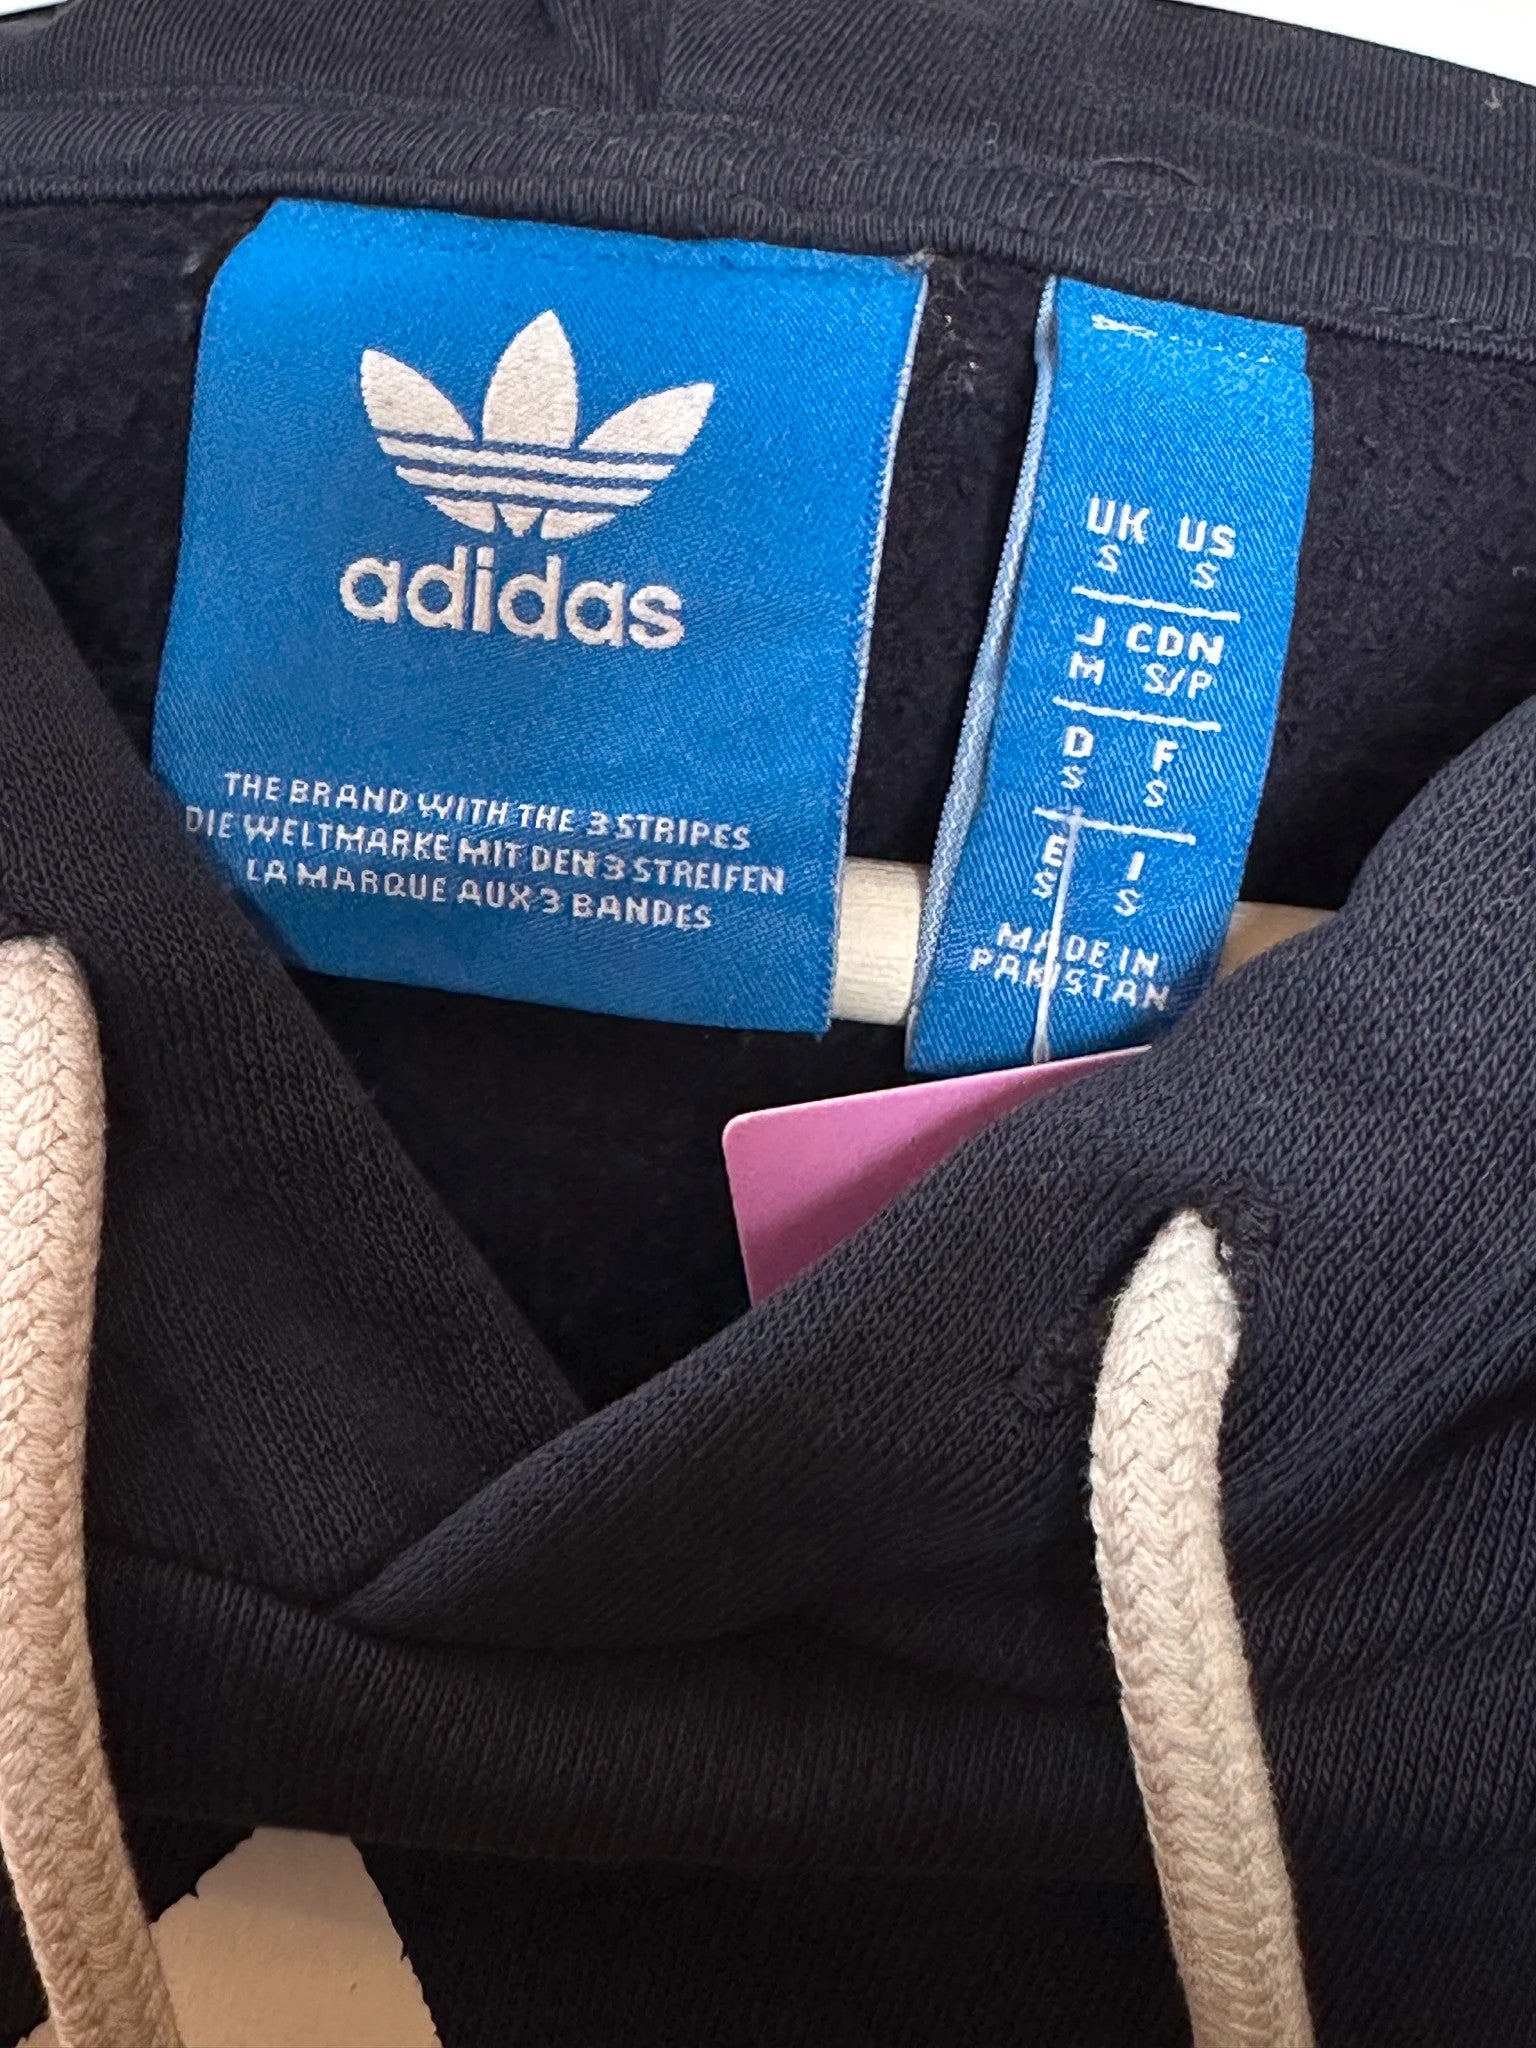 adidas
THE BRAND WITH THE 3 STRIPES
DIE WELTMARKE MIT DEN 3 STREIFEN
LA MARQUE AUX 3 BANDES
UK US
S S
J CDN
M S/P
D F
S S
E I
S S
MADE IN
PAKISTAN